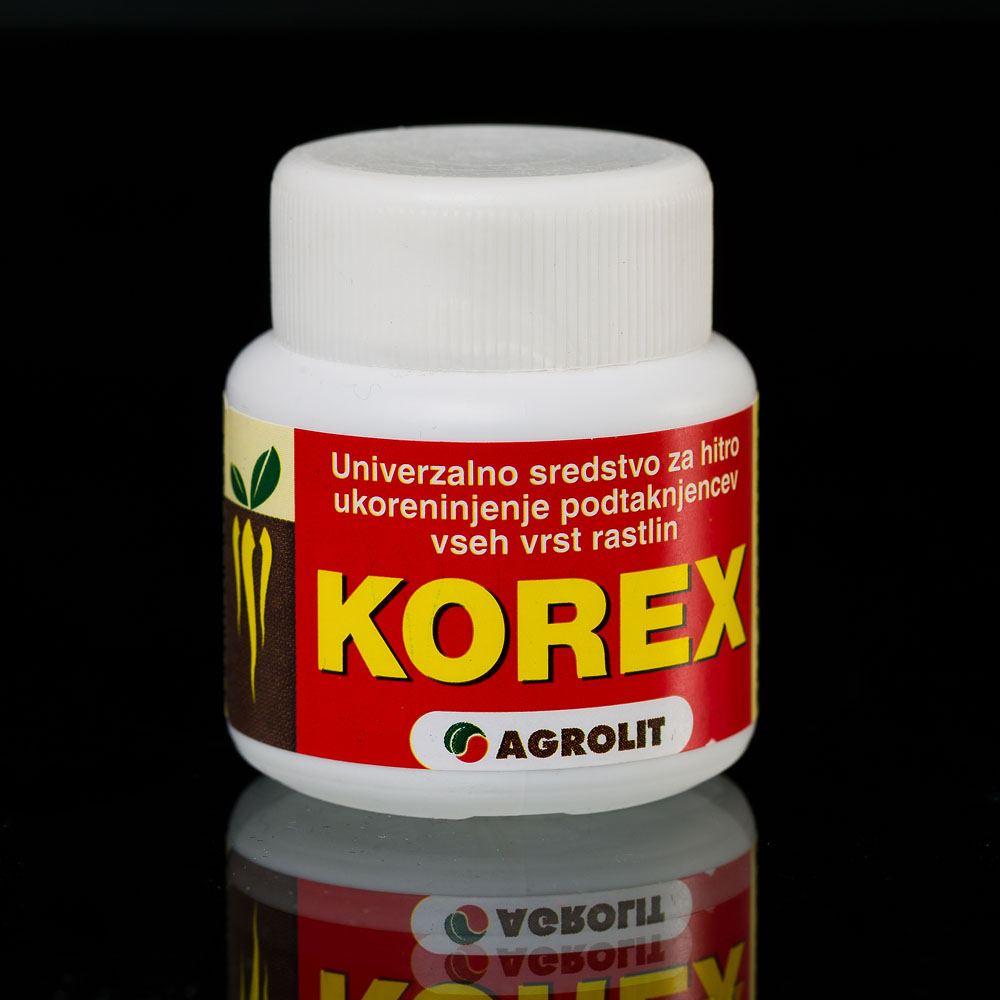 Univerzalno sredstvo za hitro
ukoreninjenje podtaknjencev
vseh vrst rastlin
KOREX
AGROLIT